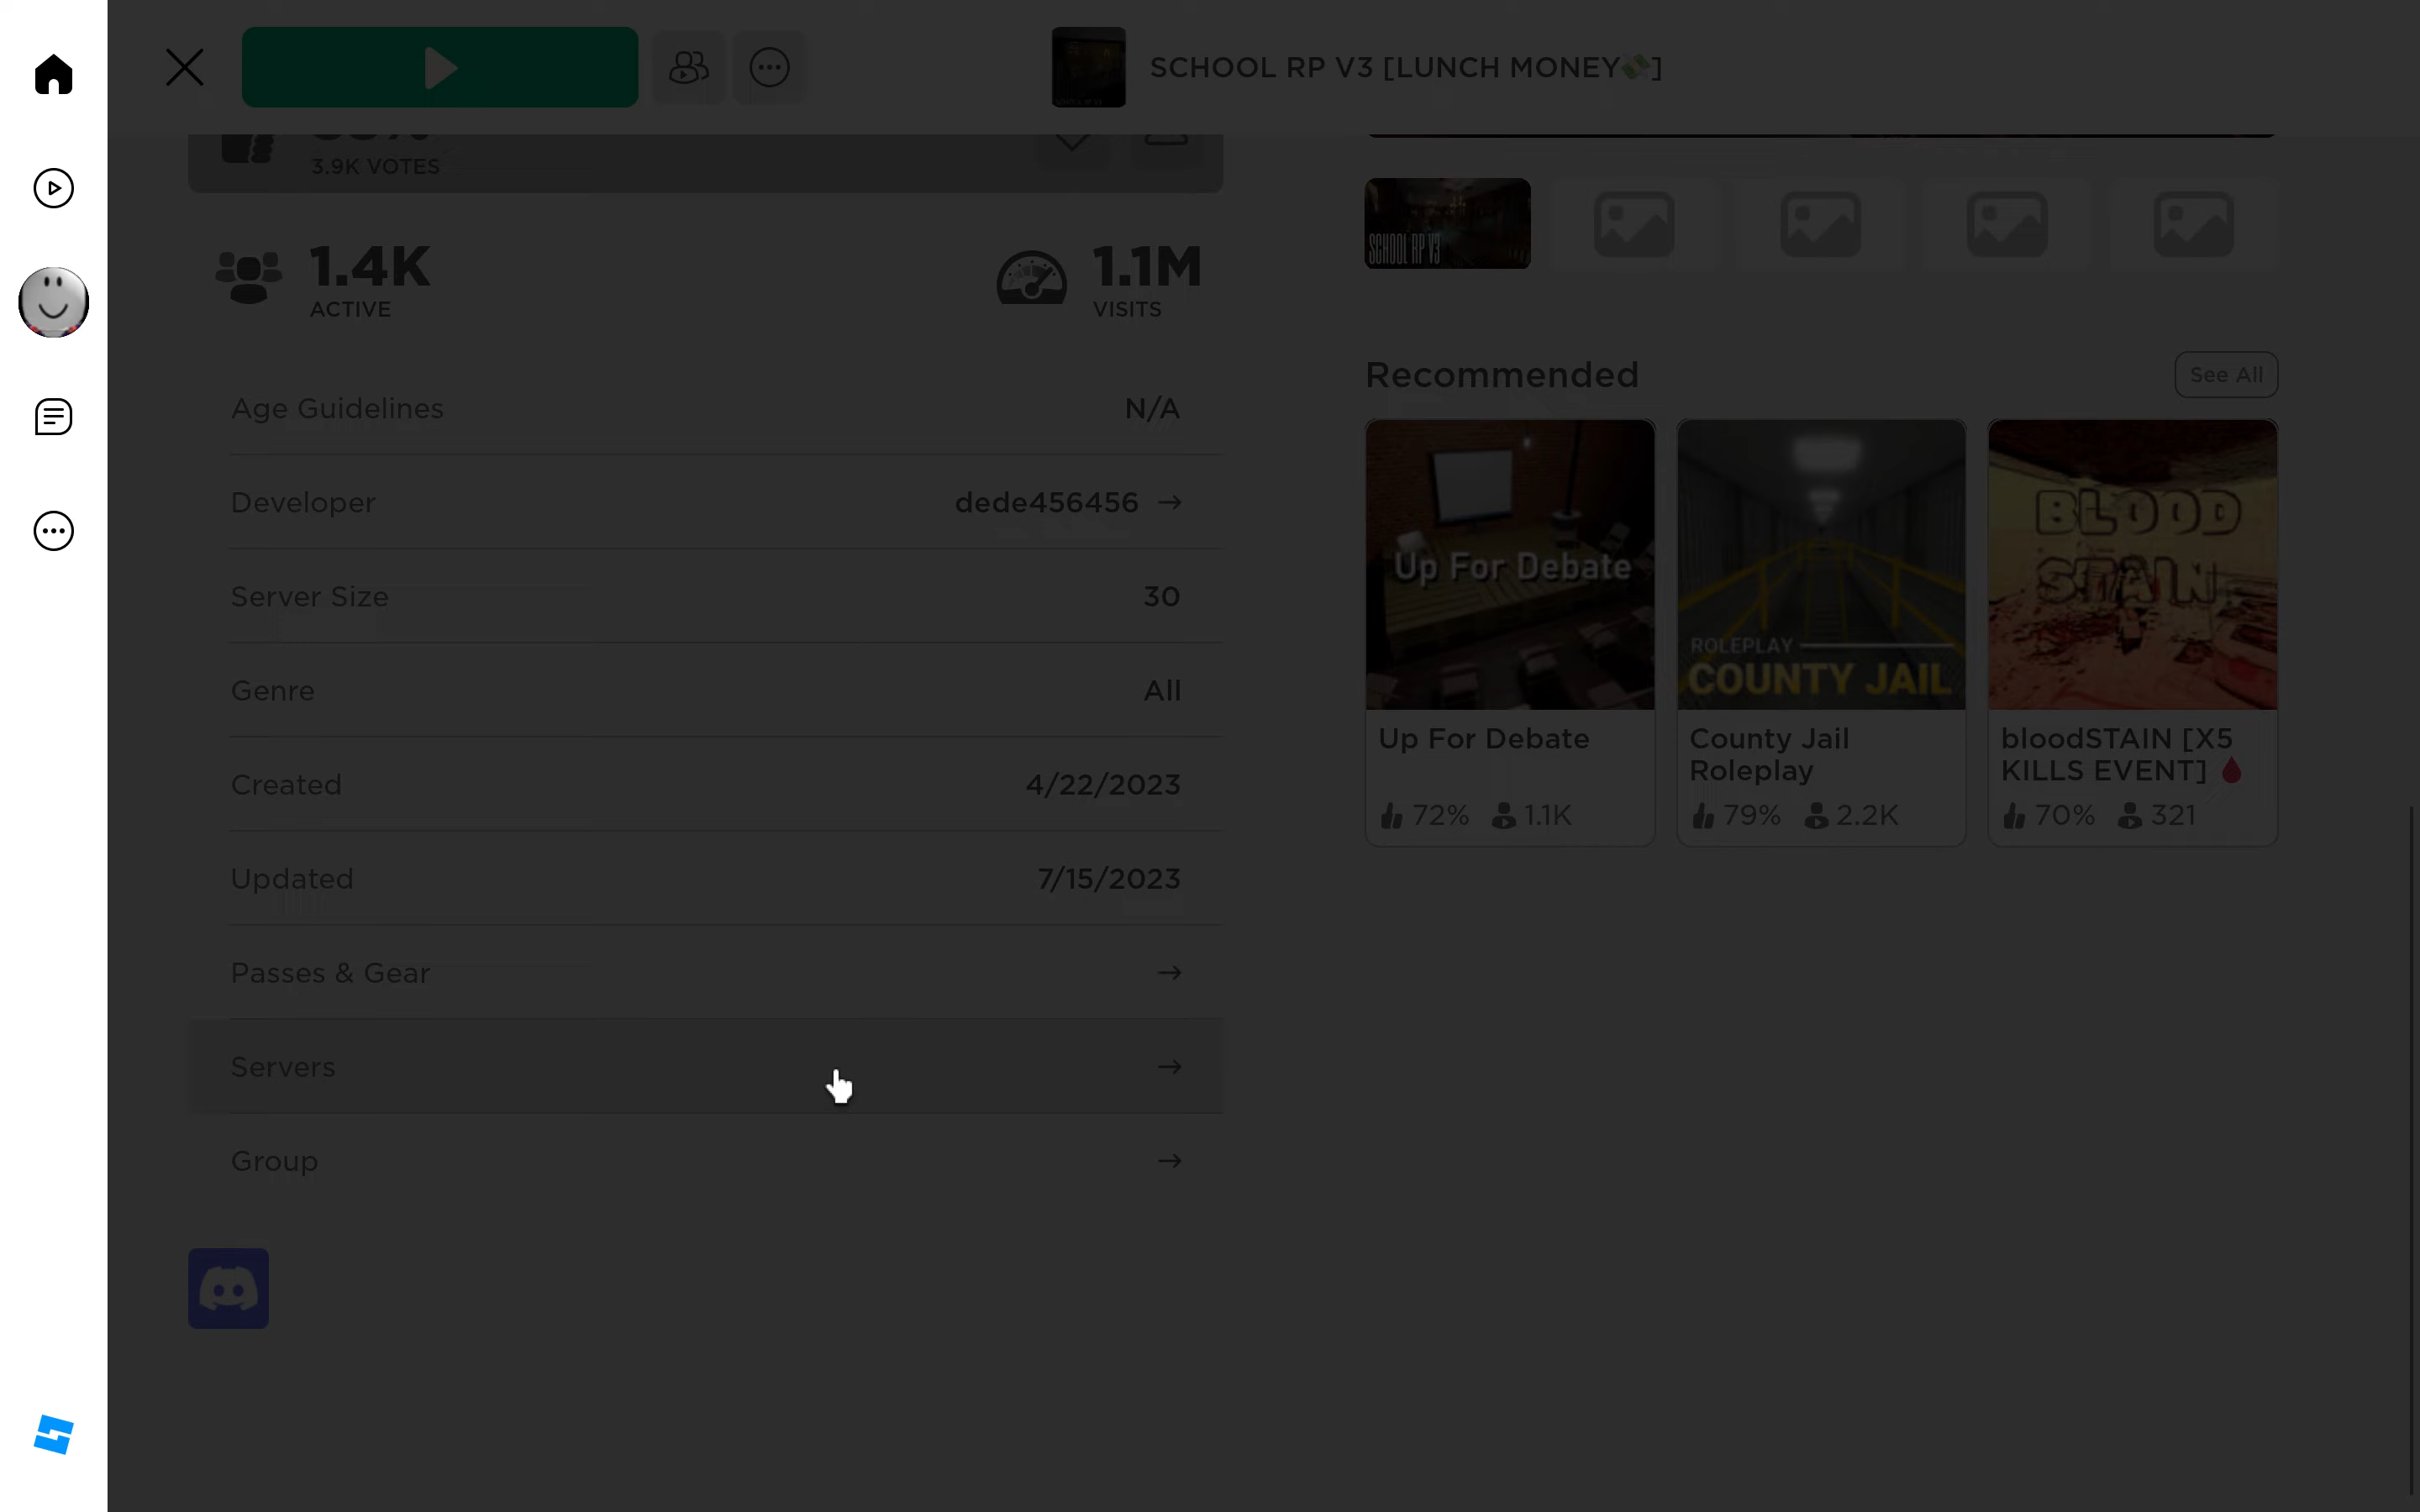 SCHOOL RP V3 [LUNCH MONEY💸]
3.9K VOTES
1.4K
ACTIVE
1.1M
VISITS
Age Guidelines N/A
Developer dede456456 →
Server Size 30
Genre All
Created 4/22/2023
Updated 7/15/2023
Passes & Gear →
Servers →
Group →
SCHOOL RP V3
Recommended
See All
Up For Debate
ROLEPLAY
COUNTY JAIL
BLOOD
STAIN
Up For Debate
72% 1.1K
County Jail
Roleplay
79% 2.2K
bloodSTAIN [X5
KILLS EVENT] 🩸
70% 321